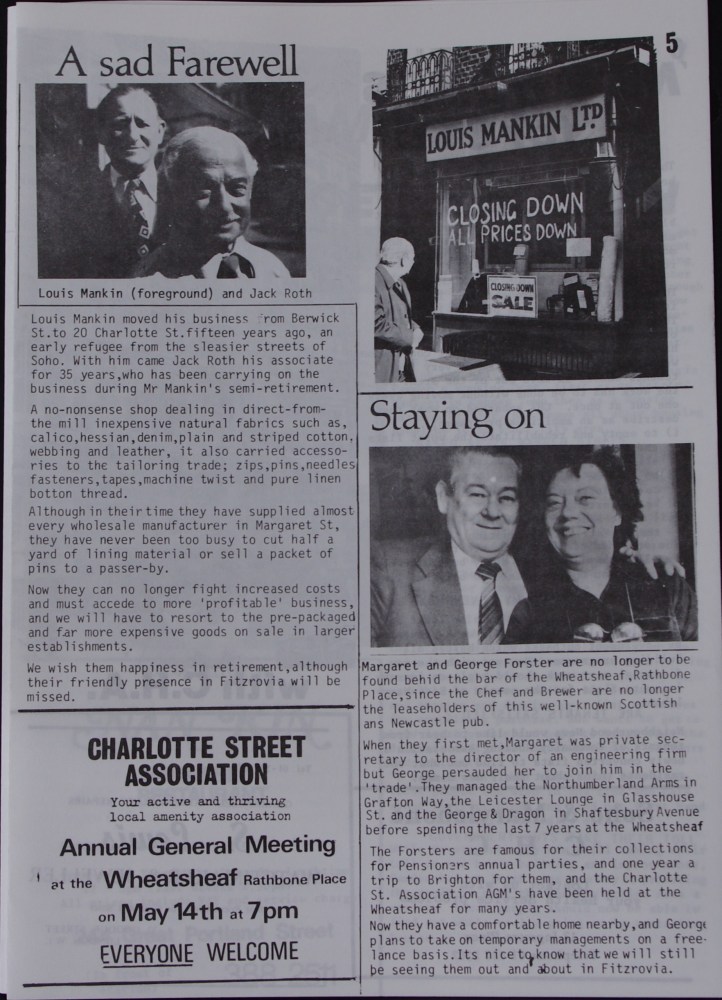 5
A sad Farewell
Louis Mankin (foreground) and Jack Roth
Louis Mankin moved his business from Berwick
St.to 20 Charlotte St.fifteen years ago, an
early refugee from the sleasier streets of
Soho. With him came Jack Roth his associate
for 35 years,who has been carrying on the
business during Mr Mankin's semi-retirement.
A no-nonsense shop dealing in direct-from-
the mill inexpensive natural fabrics such as,
calico,hessian,denim,plain and striped cotton,
webbing and leather, it also carried accesso-
ries to the tailoring trade; zips,pins,needles
fasteners,tapes,machine twist and pure linen
botton thread.
Although in their time they have supplied almost
every wholesale manufacturer in Margaret St,
they have never been too busy to cut half a
yard of lining material or sell a packet of
pins to a passer-by.
Now they can no longer fight increased costs
and must accede to more 'profitable' business,
and we will have to resort to the pre-packaged
and far more expensive goods on sale in larger
establishments.
We wish them happiness in retirement,although
their friendly presence in Fitzrovia will be
missed.
CHARLOTTE STREET
ASSOCIATION
Your active and thriving
local amenity association
Annual General Meeting
at the Wheatsheaf Rathbone Place
on May 14th at 7pm
EVERYONE WELCOME
LOUIS MANKIN LTD
CLOSING DOWN
ALL PRICES DOWN
CLOSING DOWN
SALE
Staying on
Margaret and George Forster are no longer to be
found behid the bar of the Wheatsheaf,Rathbone
Place,since the Chef and Brewer are no longer
the leaseholders of this well-known Scottish
ans Newcastle pub.
When they first met,Margaret was private sec-
retary to the director of an engineering firm
but George persauded her to join him in the
'trade'.They managed the Northumberland Arms in
Grafton Way,the Leicester Lounge in Glasshouse
St. and the George & Dragon in Shaftesbury Avenue
before spending the last 7 years at the Wheatsheaf
The Forsters are famous for their collections
for Pensioners annual parties, and one year a
trip to Brighton for them, and the Charlotte
St. Association AGM's have been held at the
Wheatsheaf for many years.
Now they have a comfortable home nearby,and George
plans to take on temporary managements on a free-
lance basis.Its nice to know that we will still
be seeing them out and about in Fitzrovia.